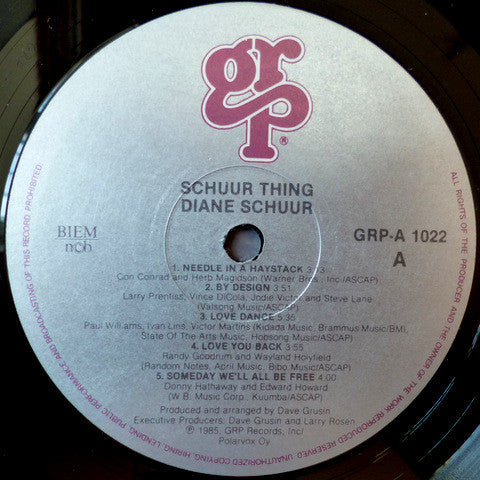 grp®
SCHUUR THING
DIANE SCHUUR
BIEM
ncb
GRP-A 1022
A
1. NEEDLE IN A HAYSTACK 3:13
Con Conrad and Herb Magidson (Warner Bros., Inc./ASCAP)
2. BY DESIGN 3:51
Larry Prentiss, Vince DiCola, Jodie Victor and Steve Lane
(Valsong Music/ASCAP)
3. LOVE DANCE 5:35
Paul Williams, Ivan Lins, Victor Martins (Kidada Music, Brammus Music/BMI)
State Of The Arts Music, Hopsong Music/ASCAP)
4. LOVE YOU BACK 3:55
Randy Goodrum and Wayland Holyfield
(Random Notes, April Music, Bibo Music/ASCAP)
5. SOMEDAY WE'LL ALL BE FREE 4:00
Donny Hathaway and Edward Howard
(W.B. Music Corp., Kuumba/ASCAP)
Produced and arranged by Dave Grusin
Executive Producers: Dave Grusin and Larry Rosen
℗ 1985, GRP Records, Inc.
Polarvox Oy
ALL RIGHTS OF THE PRODUCER AND THE OWNER OF THE WORK REPRODUCED RESERVED. UNAUTHORIZED COPYING, HIRING, LENDING, PUBLIC PERFORMANCE AND BROADCASTING OF THIS RECORD PROHIBITED.